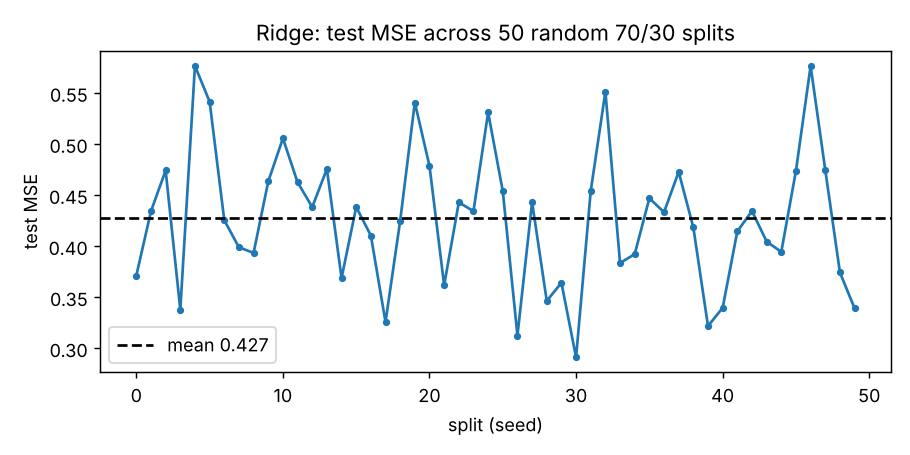 Ridge: test MSE across 50 random 70/30 splits
test MSE
0.55
0.50
0.45
0.40
0.35
0.30
mean 0.427
0 10 20 30 40 50
split (seed)